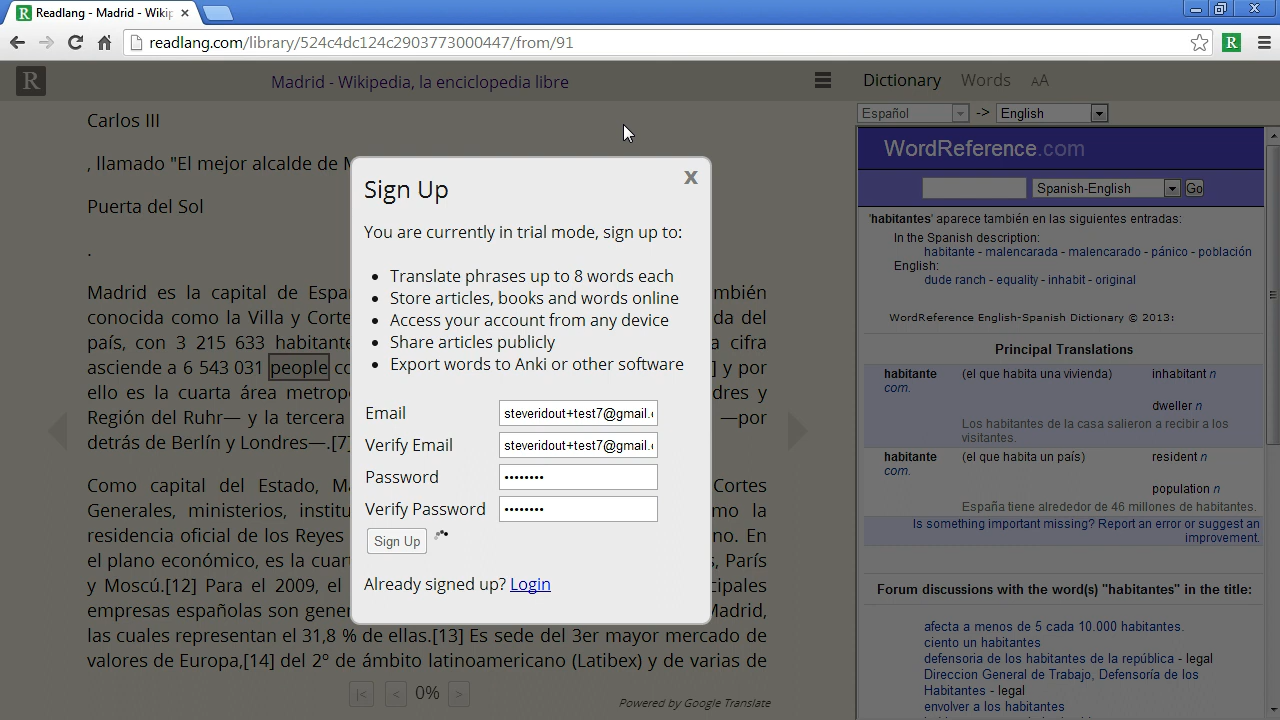 Readlang - Madrid - Wikip
readlang.com/library/524c4dc124c2903773000447/from/91
R
R
Madrid - Wikipedia, la enciclopedia libre
Dictionary Words AA
Español -> English
Carlos III
, llamado "El mejor alcalde de M
Puerta del Sol
.
Madrid es la capital de Espa mbién
conocida como la Villa y Corte da del
país, con 3 215 633 habitante a cifra
asciende a 6 543 031 people co ] y por
ello es la cuarta área metrop dres y
Región del Ruhr— y la tercera —por
detrás de Berlín y Londres—.[7]
Como capital del Estado, Ma Cortes
Generales, ministerios, institu mo la
residencia oficial de los Reyes no. En
el plano económico, es la cuar , París
y Moscú.[12] Para el 2009, el cipales
empresas españolas son gener Madrid,
las cuales representan el 31,8 % de ellas.[13] Es sede del 3er mayor mercado de
valores de Europa,[14] del 2º de ámbito latinoamericano (Latibex) y de varias de
|< < 0% >
Powered by Google Translate
Sign Up
X
You are currently in trial mode, sign up to:
• Translate phrases up to 8 words each
• Store articles, books and words online
• Access your account from any device
• Share articles publicly
• Export words to Anki or other software
Email steveridout+test7@gmail.
Verify Email steveridout+test7@gmail.
Password ••••••••
Verify Password ••••••••
Sign Up
Already signed up? Login
WordReference.com
Spanish-English Go
'habitantes' aparece también en las siguientes entradas:
In the Spanish description:
habitante - malencarada - malencarado - pánico - población
English:
dude ranch - equality - inhabit - original
WordReference English-Spanish Dictionary © 2013:
Principal Translations
habitante (el que habita una vivienda) inhabitant n
com.
dweller n
Los habitantes de la casa salieron a recibir a los
visitantes.
habitante (el que habita un país) resident n
com.
population n
España tiene alrededor de 46 millones de habitantes.
Is something important missing? Report an error or suggest an
improvement.
Forum discussions with the word(s) "habitantes" in the title:
afecta a menos de 5 cada 10.000 habitantes.
ciento un habitantes
defensoria de los habitantes de la república - legal
Direccion General de Trabajo, Defensoría de los
Habitantes - legal
envolver a los habitantes